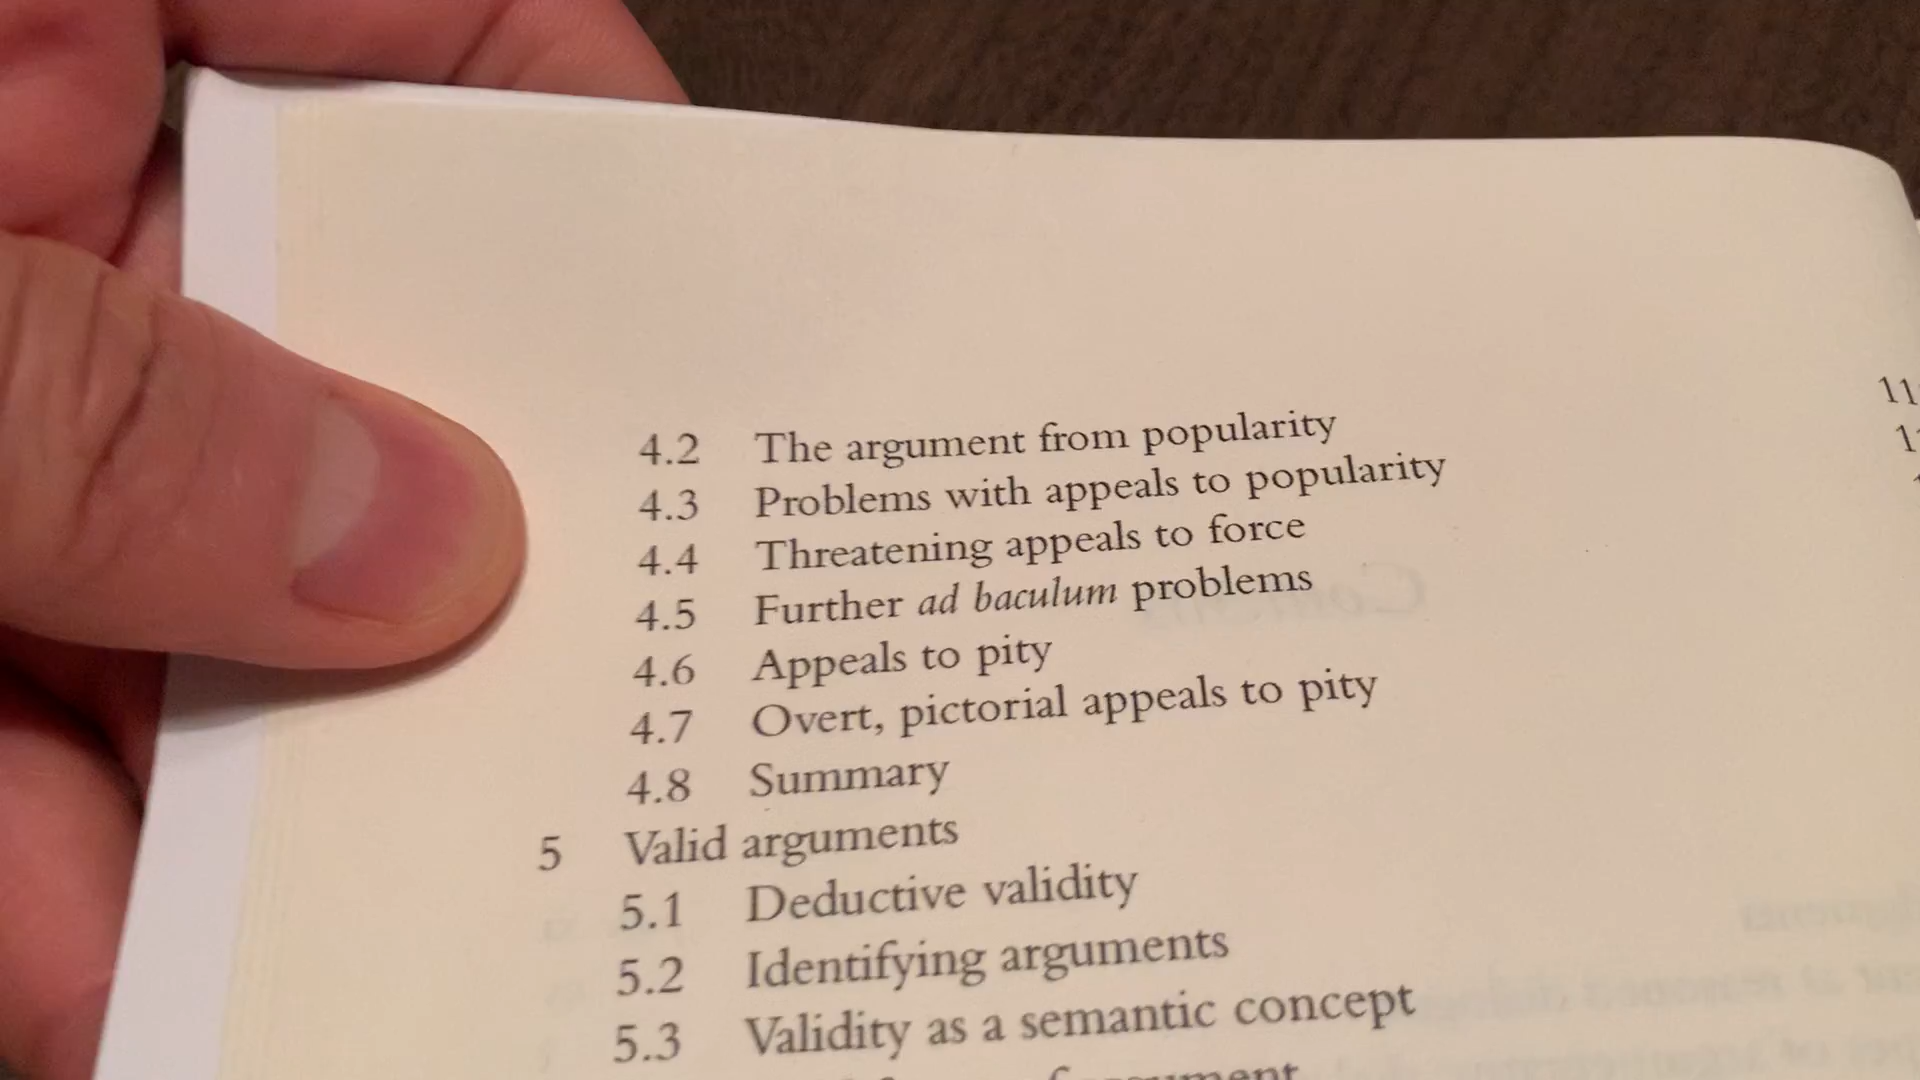 4.2 The argument from popularity 11
4.3 Problems with appeals to popularity
4.4 Threatening appeals to force
4.5 Further ad baculum problems
4.6 Appeals to pity
4.7 Overt, pictorial appeals to pity
4.8 Summary
5 Valid arguments
5.1 Deductive validity
5.2 Identifying arguments
5.3 Validity as a semantic concept